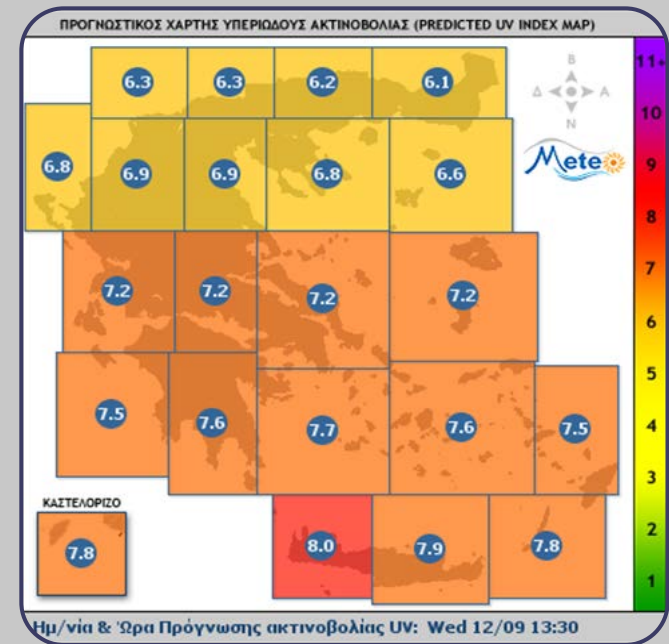 ΠΡΟΓΝΩΣΤΙΚΟΣ ΧΑΡΤΗΣ ΥΠΕΡΙΩΔΟΥΣ ΑΚΤΙΝΟΒΟΛΙΑΣ (PREDICTED UV INDEX MAP)
6.3 6.3 6.2 6.1
Β
Δ Α
Ν
Meteo
6.8 6.9 6.9 6.8 6.6
7.2 7.2 7.2 7.2
7.5 7.6 7.7 7.6 7.5
ΚΑΣΤΕΛΟΡΙΖΟ
7.8 8.0 7.9 7.8
11+
10
9
8
7
6
5
4
3
2
1
Ημ/νία & Ώρα Πρόγνωσης ακτινοβολίας UV: Wed 12/09 13:30